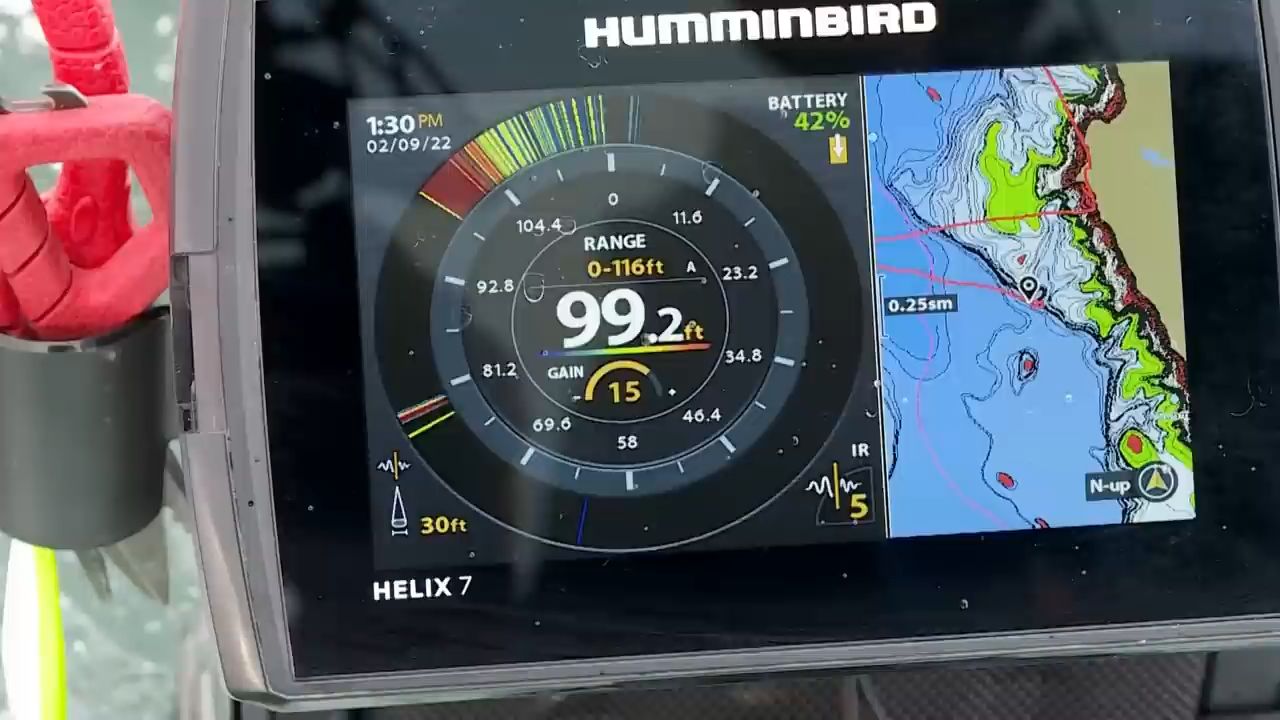 HUMMINBIRD
1:30 PM
02/09/22
BATTERY
42%
0
11.6
23.2
34.8
46.4
58
69.6
81.2
92.8
104.4
RANGE
0-116ft A
99.2ft
GAIN
- 15 +
IR
5
30ft
0.25sm
N-up
HELIX 7